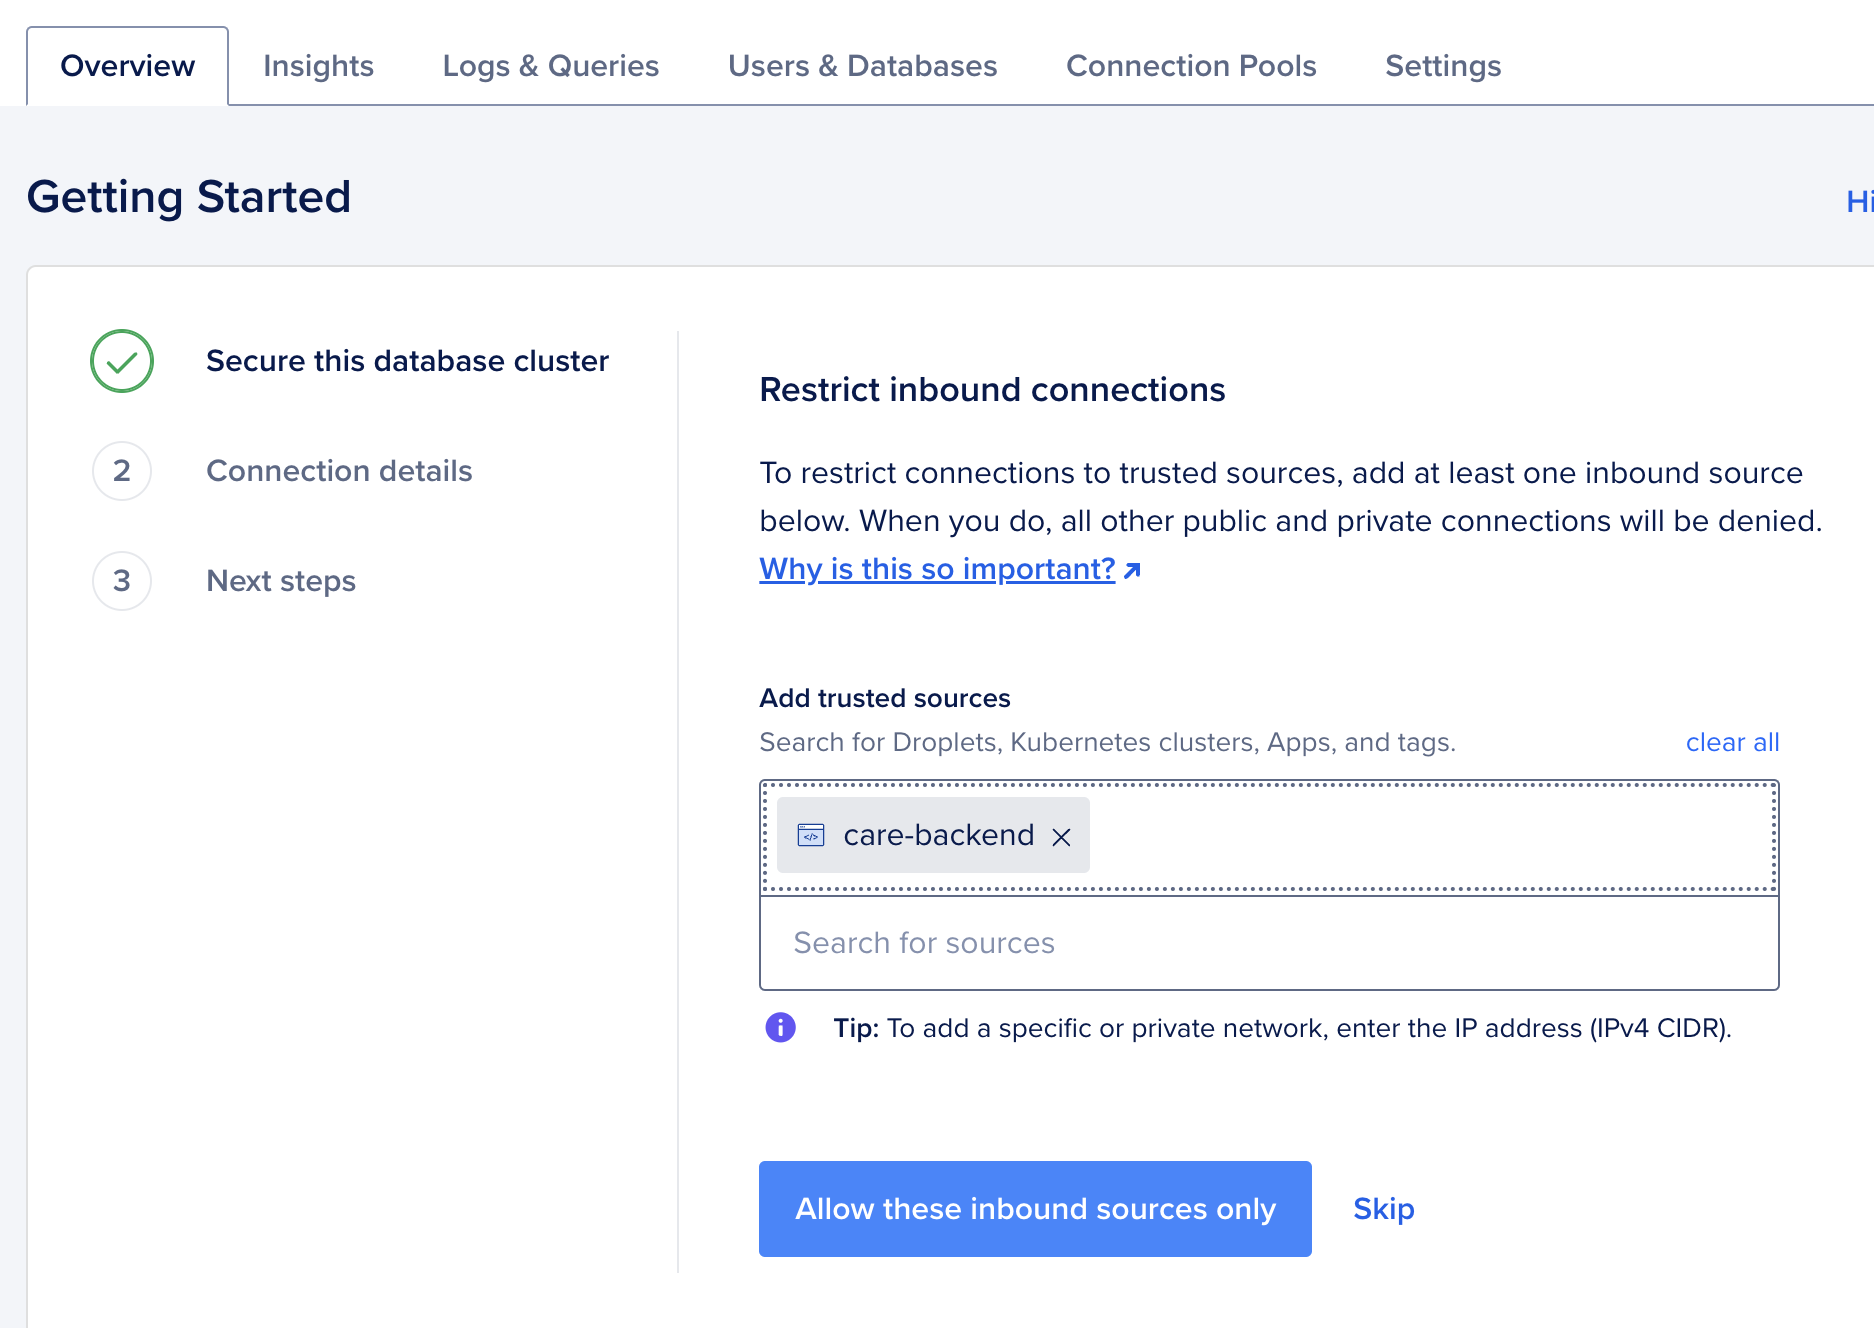 Overview Insights Logs & Queries Users & Databases Connection Pools Settings
Getting Started
Hi
Secure this database cluster
2 Connection details
3 Next steps
Restrict inbound connections
To restrict connections to trusted sources, add at least one inbound source
below. When you do, all other public and private connections will be denied.
Why is this so important?
Add trusted sources
Search for Droplets, Kubernetes clusters, Apps, and tags. clear all
care-backend
Search for sources
Tip: To add a specific or private network, enter the IP address (IPv4 CIDR).
Allow these inbound sources only Skip